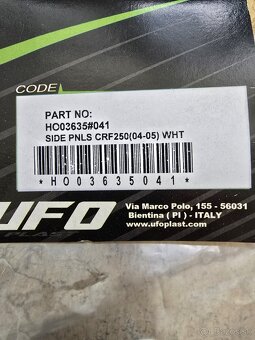 CODE
PART NO:
HO03635#041
SIDE PNLS CRF250(04-05) WHT
*HO03635041*
UFO
PLAST
Via Marco Polo, 155 - 56031
Bientina ( PI ) - ITALY
www.ufoplast.com